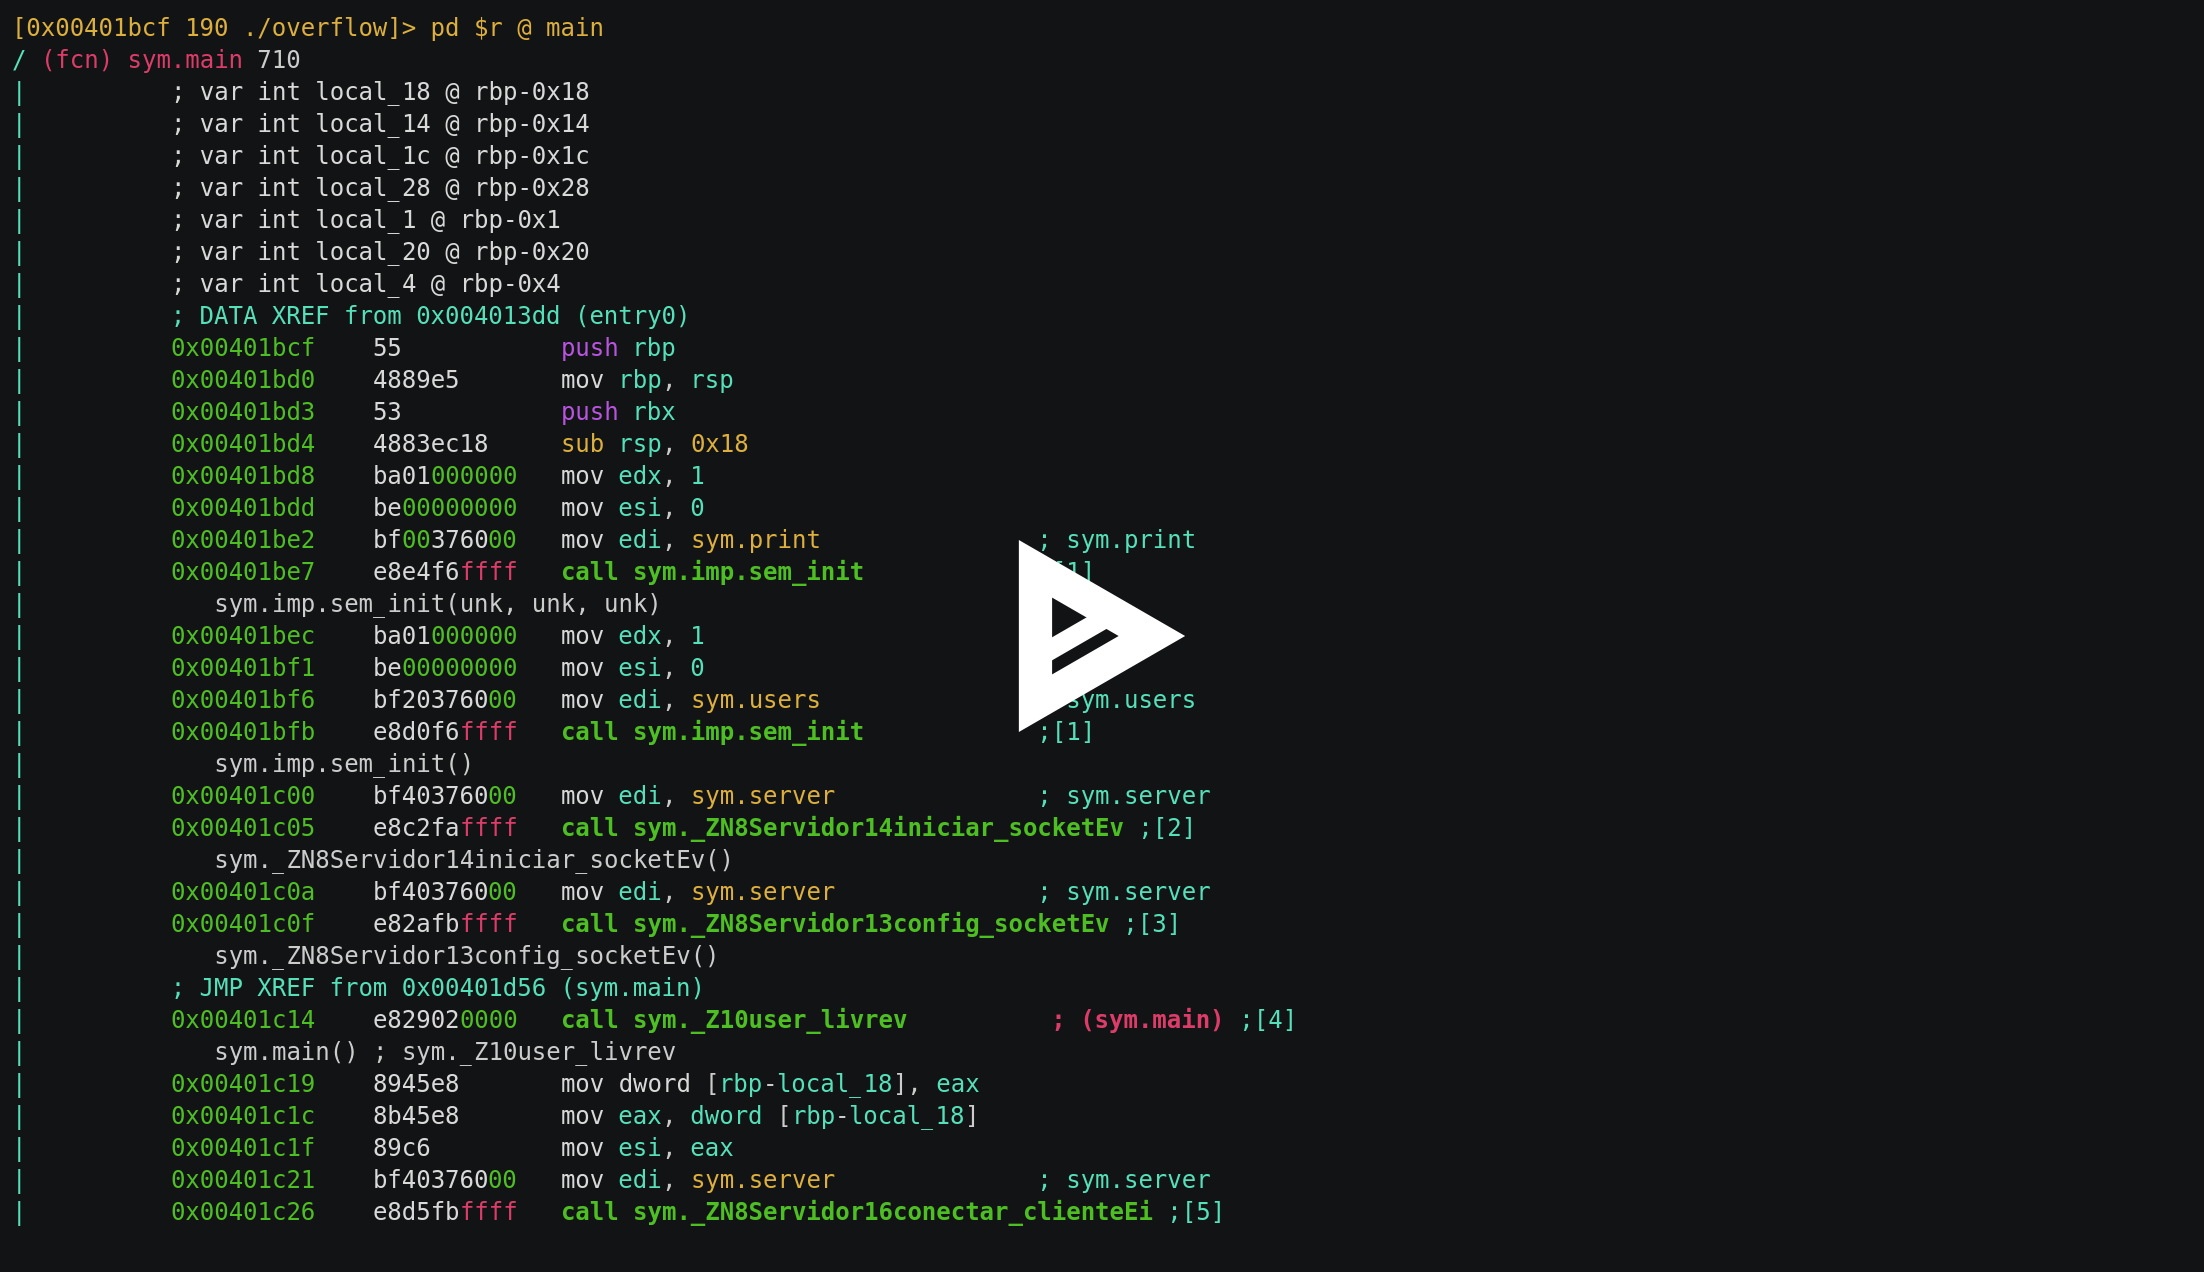 [0x00401bcf 190 ./overflow]> pd $r @ main
/ (fcn) sym.main 710
|          ; var int local_18 @ rbp-0x18
|          ; var int local_14 @ rbp-0x14
|          ; var int local_1c @ rbp-0x1c
|          ; var int local_28 @ rbp-0x28
|          ; var int local_1 @ rbp-0x1
|          ; var int local_20 @ rbp-0x20
|          ; var int local_4 @ rbp-0x4
|          ; DATA XREF from 0x004013dd (entry0)
|          0x00401bcf    55           push rbp
|          0x00401bd0    4889e5       mov rbp, rsp
|          0x00401bd3    53           push rbx
|          0x00401bd4    4883ec18     sub rsp, 0x18
|          0x00401bd8    ba01000000   mov edx, 1
|          0x00401bdd    be00000000   mov esi, 0
|          0x00401be2    bf00376000   mov edi, sym.print               ; sym.print
|          0x00401be7    e8e4f6ffff   call sym.imp.sem_init            [1]
|             sym.imp.sem_init(unk, unk, unk)
|          0x00401bec    ba01000000   mov edx, 1
|          0x00401bf1    be00000000   mov esi, 0
|          0x00401bf6    bf20376000   mov edi, sym.users                 sym.users
|          0x00401bfb    e8d0f6ffff   call sym.imp.sem_init            ;[1]
|             sym.imp.sem_init()
|          0x00401c00    bf40376000   mov edi, sym.server              ; sym.server
|          0x00401c05    e8c2faffff   call sym._ZN8Servidor14iniciar_socketEv ;[2]
|             sym._ZN8Servidor14iniciar_socketEv()
|          0x00401c0a    bf40376000   mov edi, sym.server              ; sym.server
|          0x00401c0f    e82afbffff   call sym._ZN8Servidor13config_socketEv ;[3]
|             sym._ZN8Servidor13config_socketEv()
|          ; JMP XREF from 0x00401d56 (sym.main)
|          0x00401c14    e829020000   call sym._Z10user_livrev          ; (sym.main) ;[4]
|             sym.main() ; sym._Z10user_livrev
|          0x00401c19    8945e8       mov dword [rbp-local_18], eax
|          0x00401c1c    8b45e8       mov eax, dword [rbp-local_18]
|          0x00401c1f    89c6         mov esi, eax
|          0x00401c21    bf40376000   mov edi, sym.server              ; sym.server
|          0x00401c26    e8d5fbffff   call sym._ZN8Servidor16conectar_clienteEi ;[5]